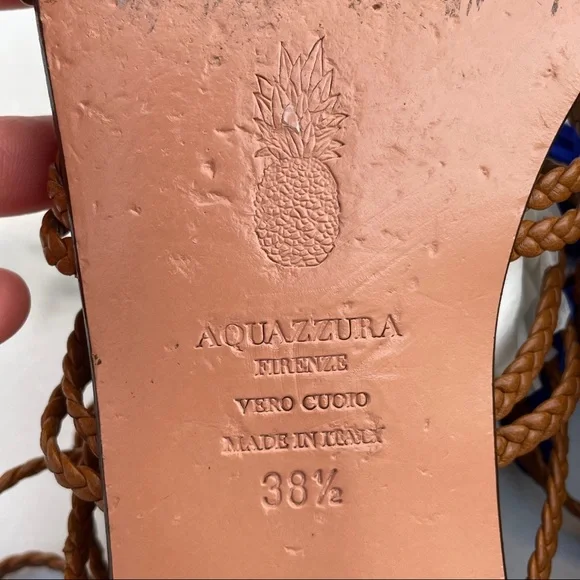 AQUAZZURA
FIRENZE
VERO CUOIO
MADE IN ITALY
38½